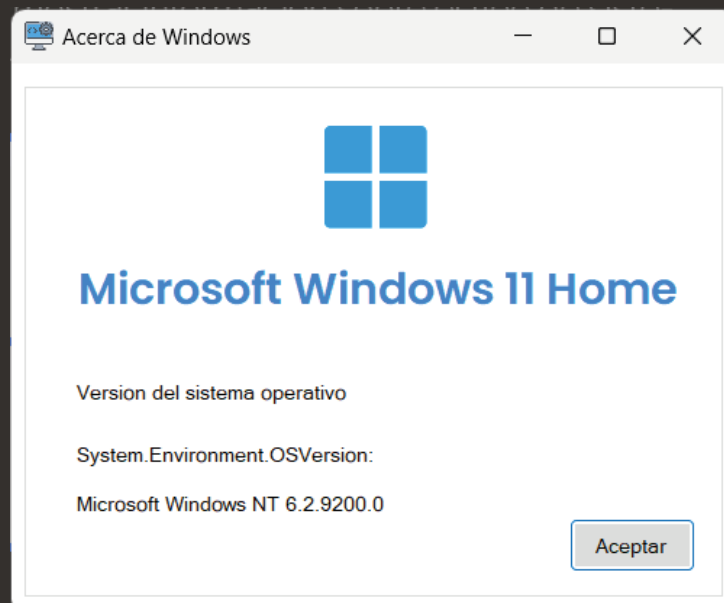 Acerca de Windows
Microsoft Windows 11 Home
Version del sistema operativo
System.Environment.OSVersion:
Microsoft Windows NT 6.2.9200.0
Aceptar